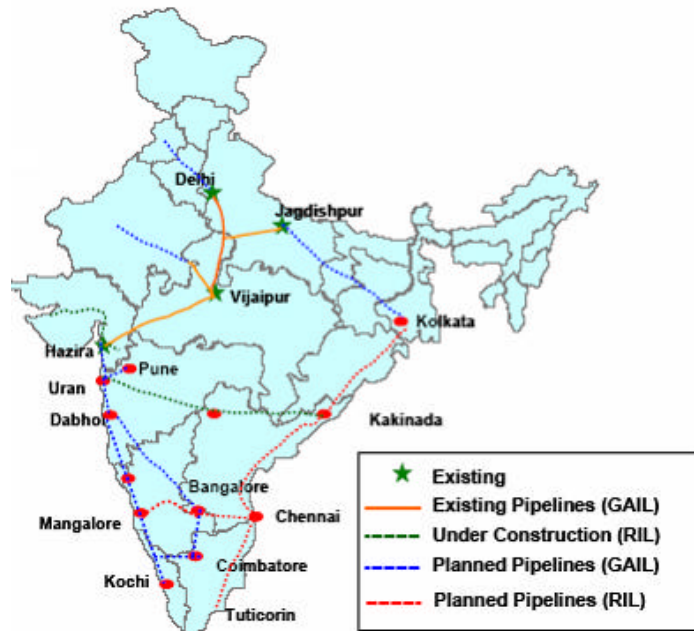 Delhi
Jagdishpur
Vijaipur
Kolkata
Hazira
Pune
Uran
Dabhol
Kakinada
Bangalore
Mangalore
Chennai
Coimbatore
Kochi
Tuticorin
Existing
Existing Pipelines (GAIL)
Under Construction (RIL)
Planned Pipelines (GAIL)
Planned Pipelines (RIL)